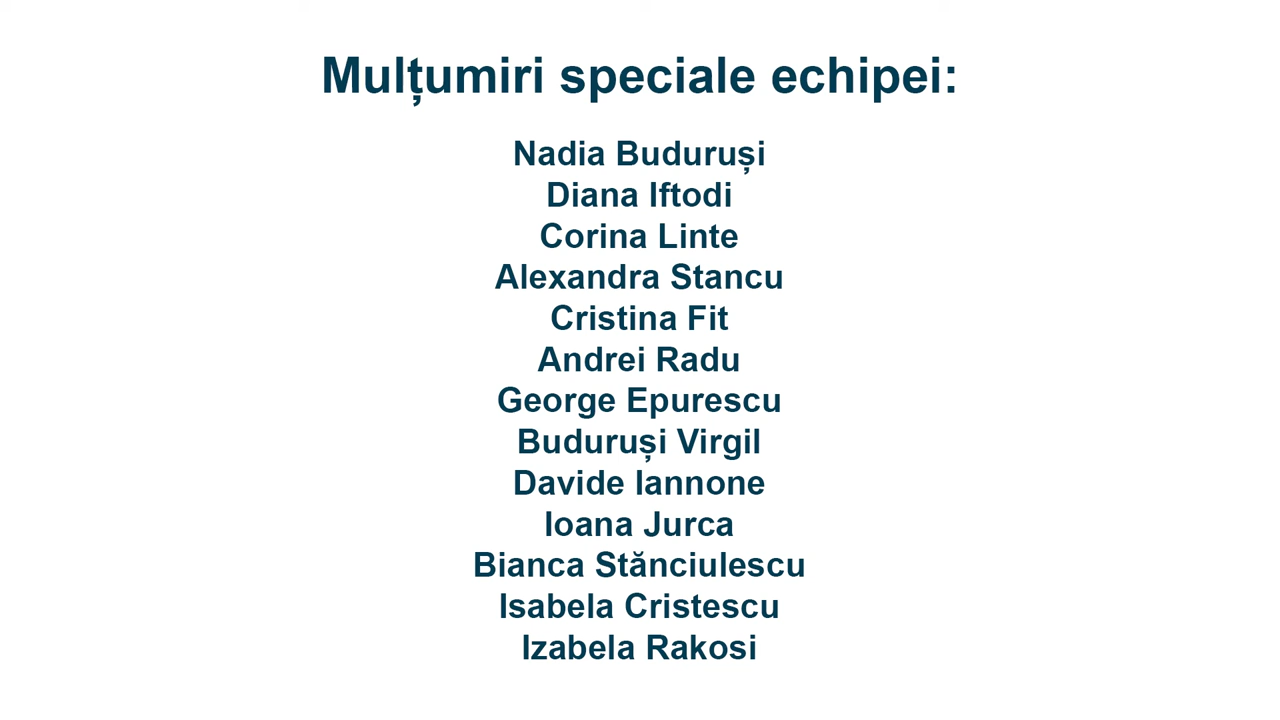 Mulțumiri speciale echipei:
Nadia Buduruși
Diana Iftodi
Corina Linte
Alexandra Stancu
Cristina Fit
Andrei Radu
George Epurescu
Buduruși Virgil
Davide Iannone
Ioana Jurca
Bianca Stănciulescu
Isabela Cristescu
Izabela Rakosi